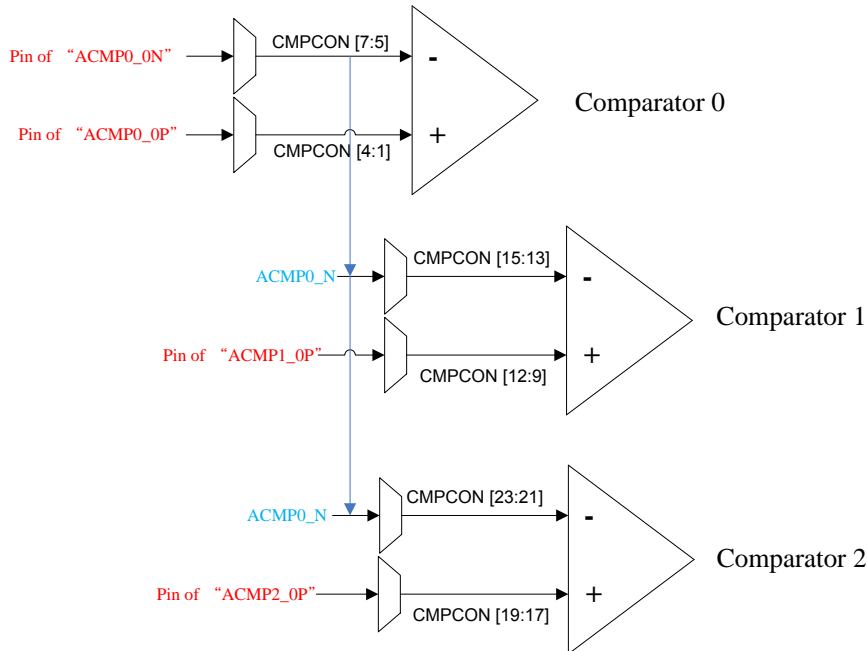 CMPCON [7:5]
Pin of “ACMP0_0N”
-
Comparator 0
Pin of “ACMP0_0P”
+
CMPCON [4:1]
CMPCON [15:13]
ACMP0_N
-
Comparator 1
Pin of “ACMP1_0P”
+
CMPCON [12:9]
CMPCON [23:21]
ACMP0_N
-
Comparator 2
Pin of “ACMP2_0P”
+
CMPCON [19:17]